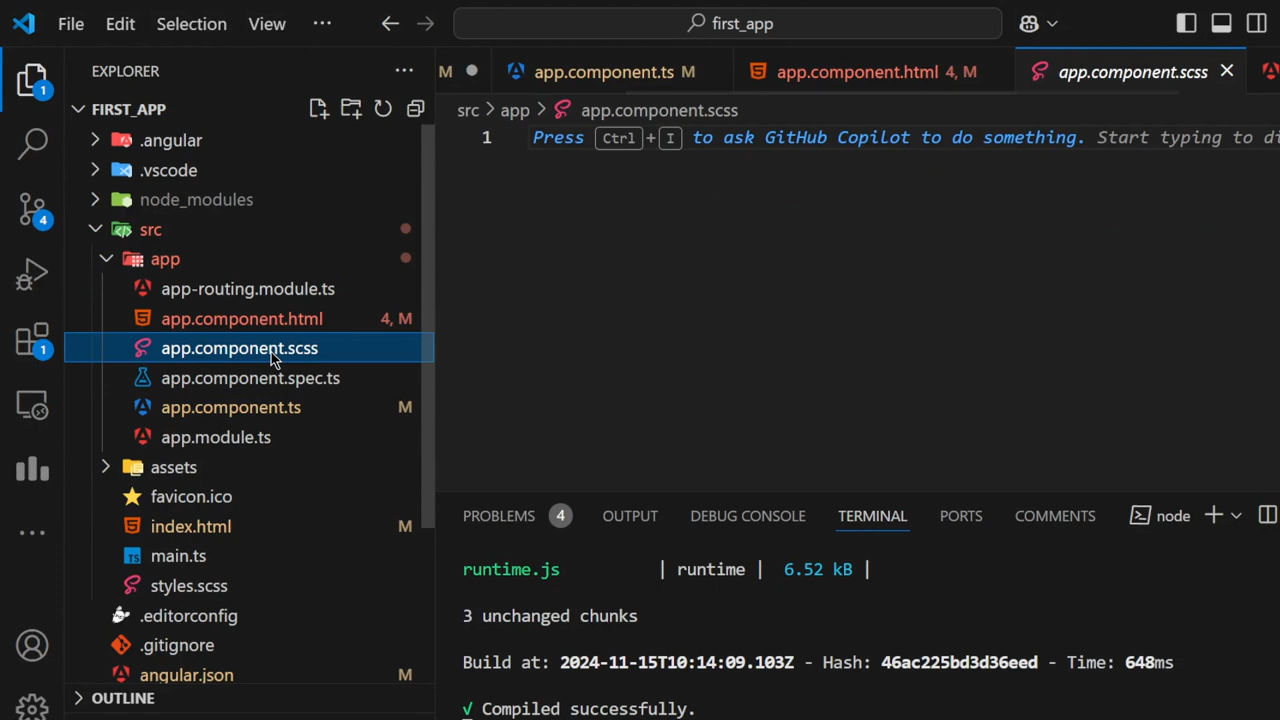 File Edit Selection View ··· first_app
EXPLORER ···
M app.component.ts M app.component.html 4, M app.component.scss
FIRST_APP
src app app.component.scss
1 Press Ctrl+I to ask GitHub Copilot to do something. Start typing to di
.angular
.vscode
node_modules
src
app
app-routing.module.ts
app.component.html 4, M
app.component.scss
app.component.spec.ts
app.component.ts M
app.module.ts
assets
favicon.ico
index.html M
main.ts
styles.scss
.editorconfig
.gitignore
angular.json M
OUTLINE
1
4
1
PROBLEMS 4 OUTPUT DEBUG CONSOLE TERMINAL PORTS COMMENTS node
runtime.js | runtime | 6.52 kB |
3 unchanged chunks
Build at: 2024-11-15T10:14:09.103Z - Hash: 46ac225bd3d36eed - Time: 648ms
√ Compiled successfully.